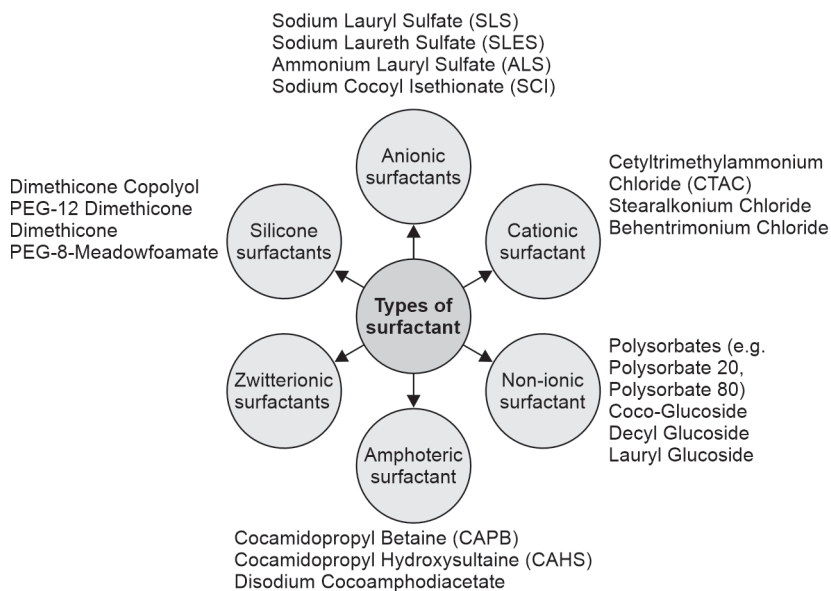 Sodium Lauryl Sulfate (SLS)
Sodium Laureth Sulfate (SLES)
Ammonium Lauryl Sulfate (ALS)
Sodium Cocoyl Isethionate (SCI)
Anionic
surfactants
Cetyltrimethylammonium
Chloride (CTAC)
Stearalkonium Chloride
Behentrimonium Chloride
Cationic
surfactant
Dimethicone Copolyol
PEG-12 Dimethicone
Dimethicone
PEG-8-Meadowfoamate
Silicone
surfactants
Types of
surfactant
Zwitterionic
surfactants
Non-ionic
surfactant
Polysorbates (e.g.
Polysorbate 20,
Polysorbate 80)
Coco-Glucoside
Decyl Glucoside
Lauryl Glucoside
Amphoteric
surfactant
Cocamidopropyl Betaine (CAPB)
Cocamidopropyl Hydroxysultaine (CAHS)
Disodium Cocoamphodiacetate